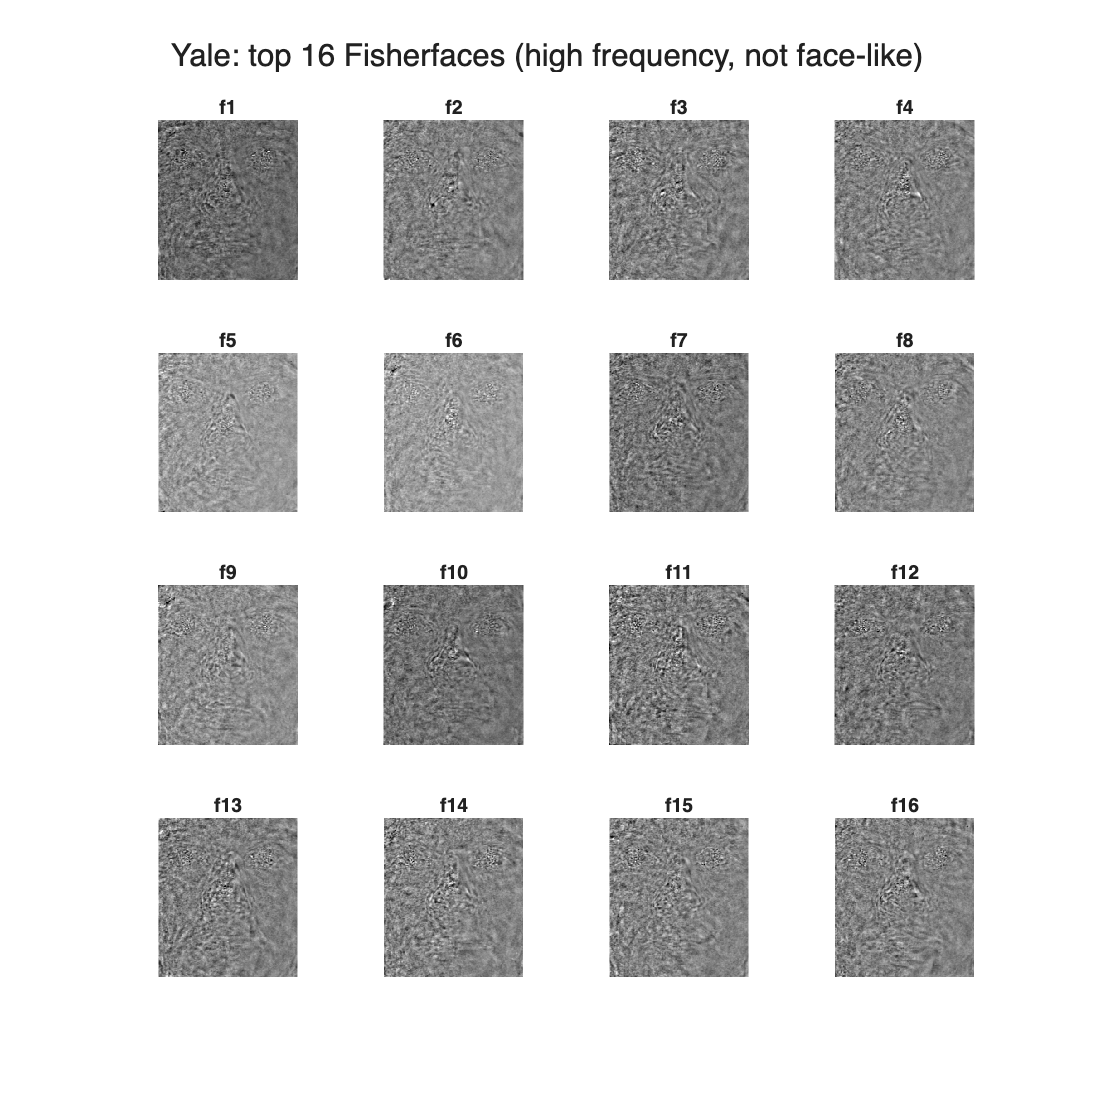 Yale: top 16 Fisherfaces (high frequency, not face-like)
f1 f2 f3 f4
f5 f6 f7 f8
f9 f10 f11 f12
f13 f14 f15 f16